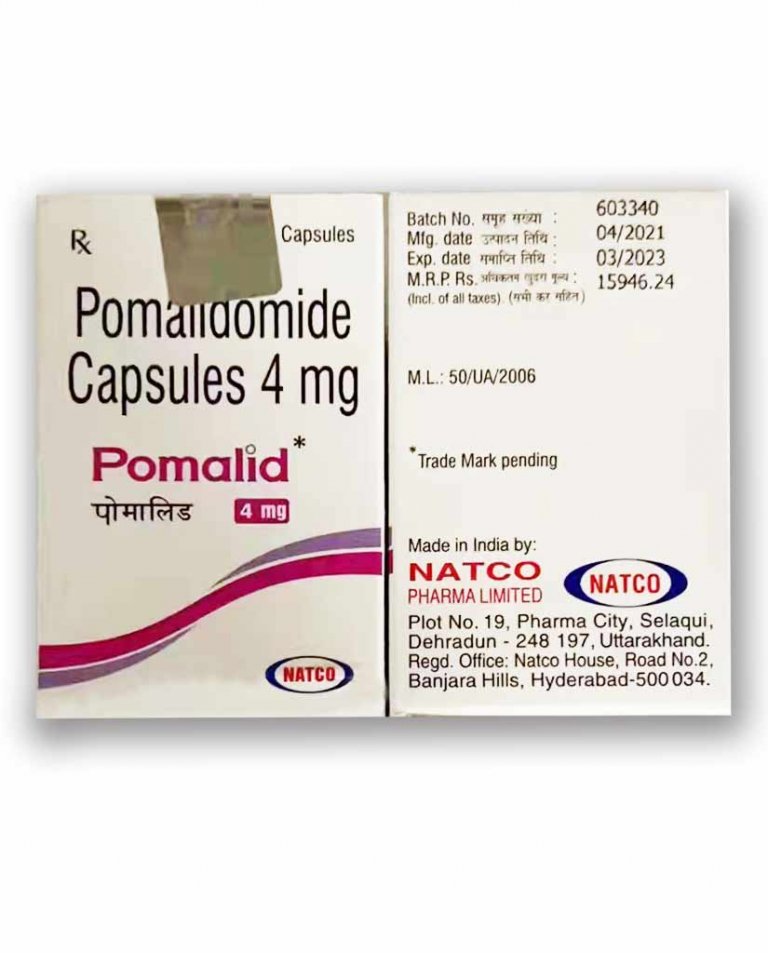 Rx
Capsules
Pomalidomide
Capsules 4 mg
Pomalid*
पोमालिड 4 mg
NATCO
Batch No. समूह संख्या : 603340
Mfg. date उत्पादन तिथि : 04/2021
Exp. date समाप्ति तिथि : 03/2023
M.R.P. Rs. अधिकतम खुदरा मूल्य : 15946.24
(Incl. of all taxes). (सभी कर सहित)
M.L.: 50/UA/2006
*Trade Mark pending
Made in India by:
NATCO
PHARMA LIMITED
NATCO
Plot No. 19, Pharma City, Selaqui,
Dehradun - 248 197, Uttarakhand.
Regd. Office: Natco House, Road No.2,
Banjara Hills, Hyderabad-500 034.